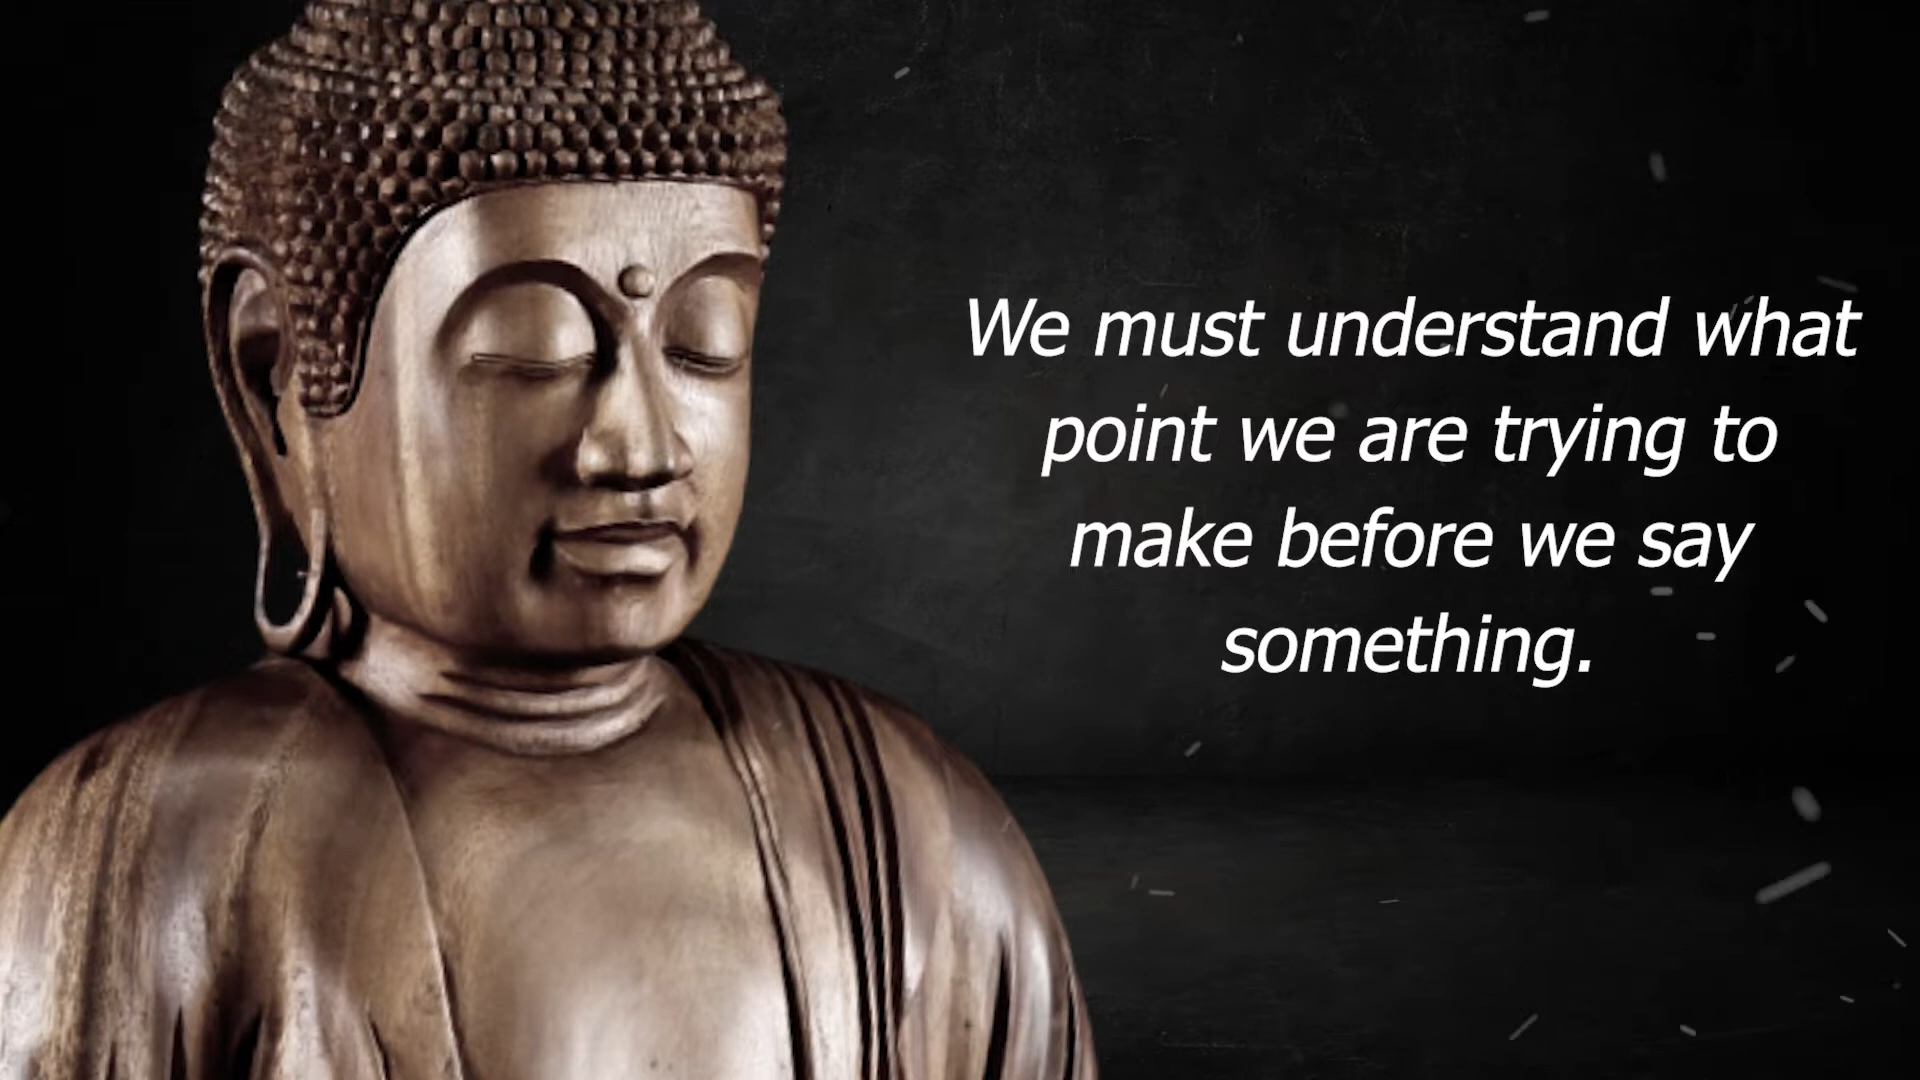 We must understand what
point we are trying to
make before we say
something.